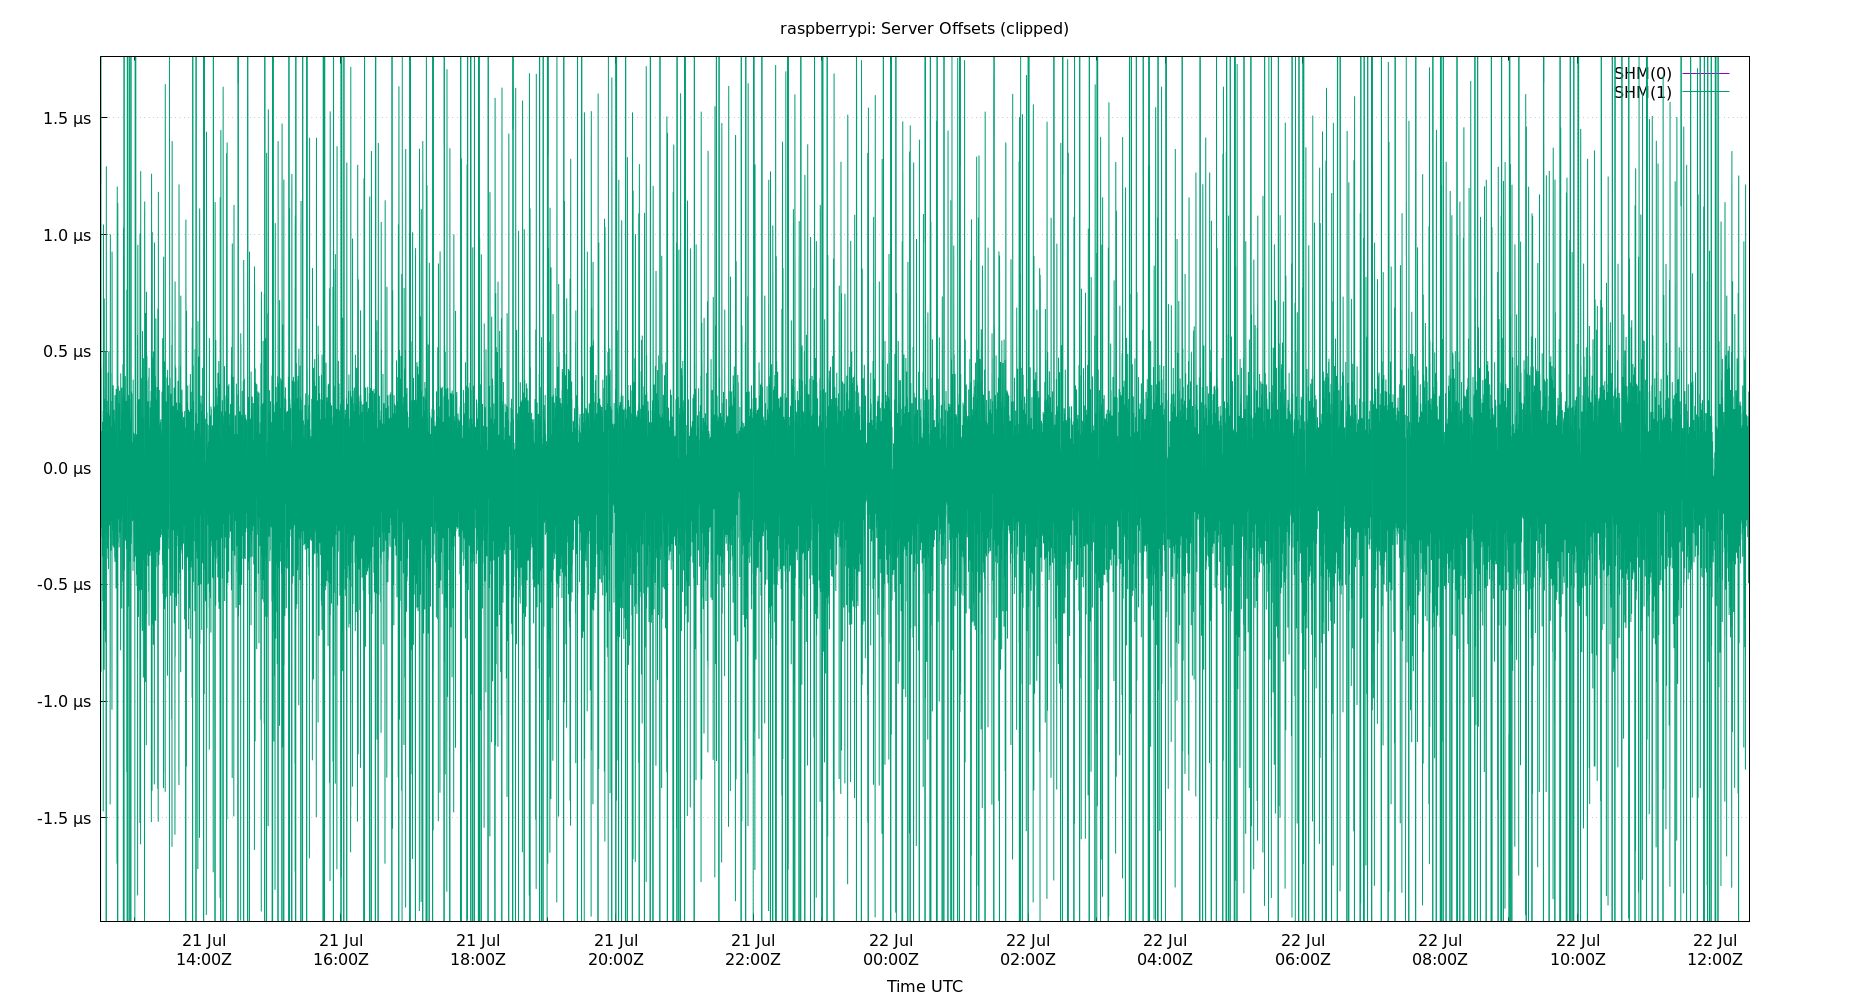 raspberrypi: Server Offsets (clipped)
SHM(0)
SHM(1)
1.5 µs
1.0 µs
0.5 µs
0.0 µs
-0.5 µs
-1.0 µs
-1.5 µs
21 Jul 21 Jul 21 Jul 21 Jul 21 Jul 22 Jul 22 Jul 22 Jul 22 Jul 22 Jul 22 Jul 22 Jul
14:00Z 16:00Z 18:00Z 20:00Z 22:00Z 00:00Z 02:00Z 04:00Z 06:00Z 08:00Z 10:00Z 12:00Z
Time UTC